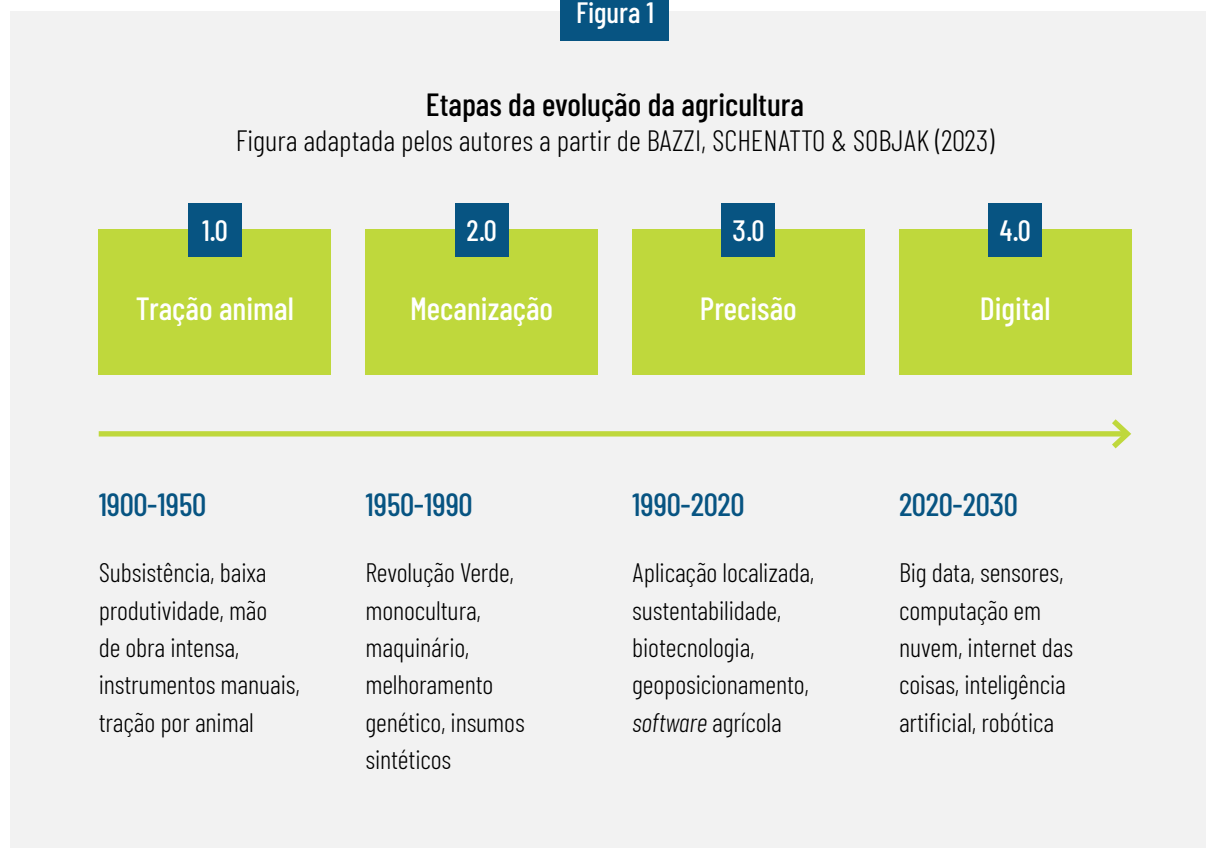 Figura 1
Etapas da evolução da agricultura
Figura adaptada pelos autores a partir de BAZZI, SCHENATTO & SOBJAK (2023)
1.0
Tração animal
2.0
Mecanização
3.0
Precisão
4.0
Digital
1900-1950
Subsistência, baixa
produtividade, mão
de obra intensa,
instrumentos manuais,
tração por animal
1950-1990
Revolução Verde,
monocultura,
maquinário,
melhoramento
genético, insumos
sintéticos
1990-2020
Aplicação localizada,
sustentabilidade,
biotecnologia,
geoposicionamento,
software agrícola
2020-2030
Big data, sensores,
computação em
nuvem, internet das
coisas, inteligência
artificial, robótica